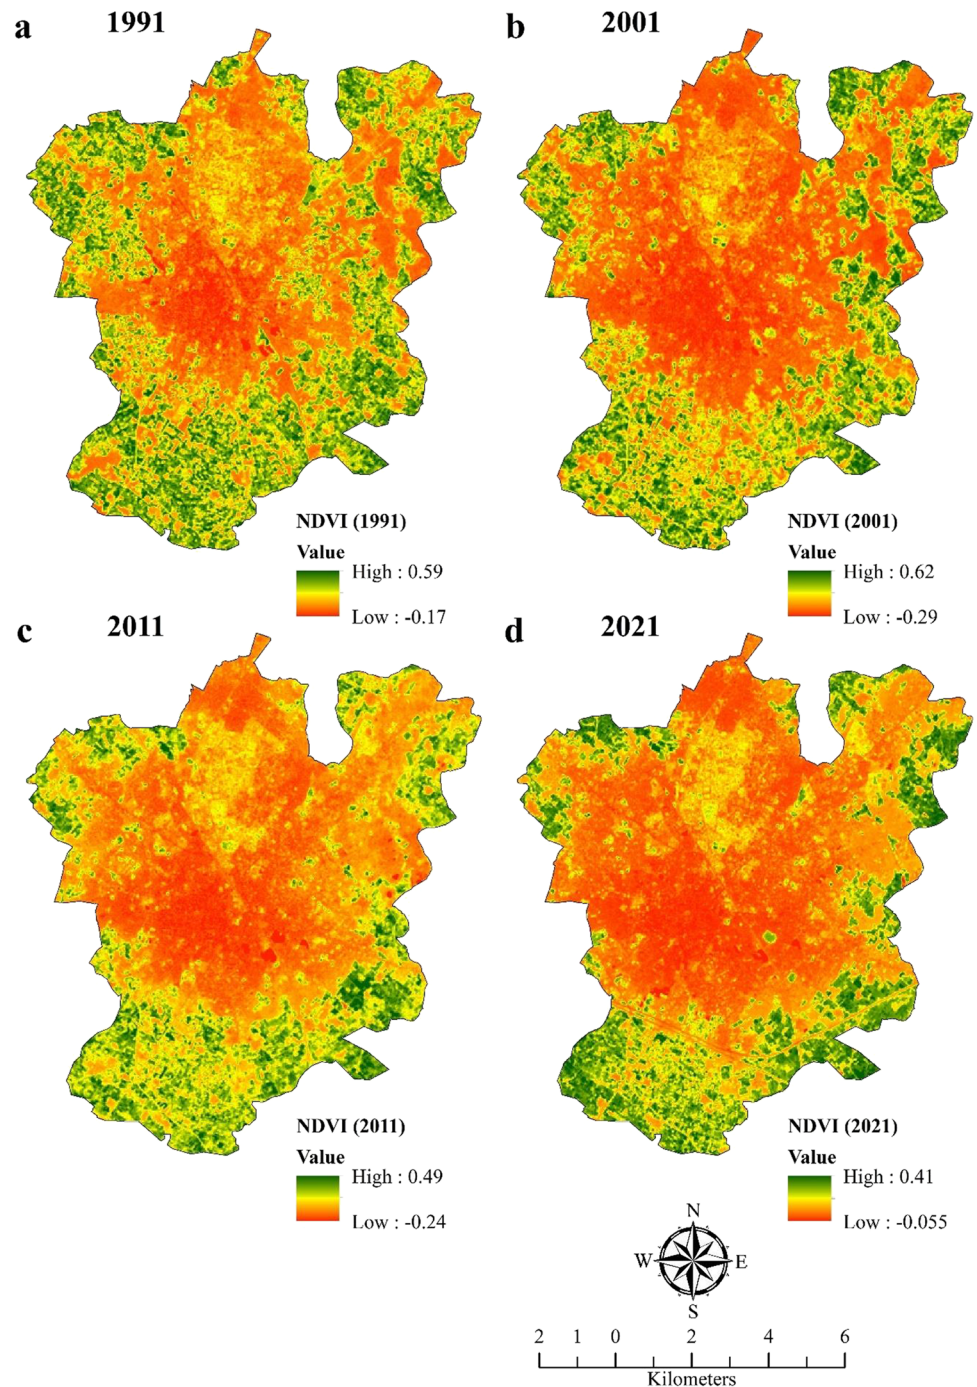 a 1991
b 2001
NDVI (1991)
Value
High : 0.59
Low : -0.17
NDVI (2001)
Value
High : 0.62
Low : -0.29
c 2011
d 2021
NDVI (2011)
Value
High : 0.49
Low : -0.24
NDVI (2021)
Value
High : 0.41
Low : -0.055
N
W E
S
2 1 0 2 4 6
Kilometers